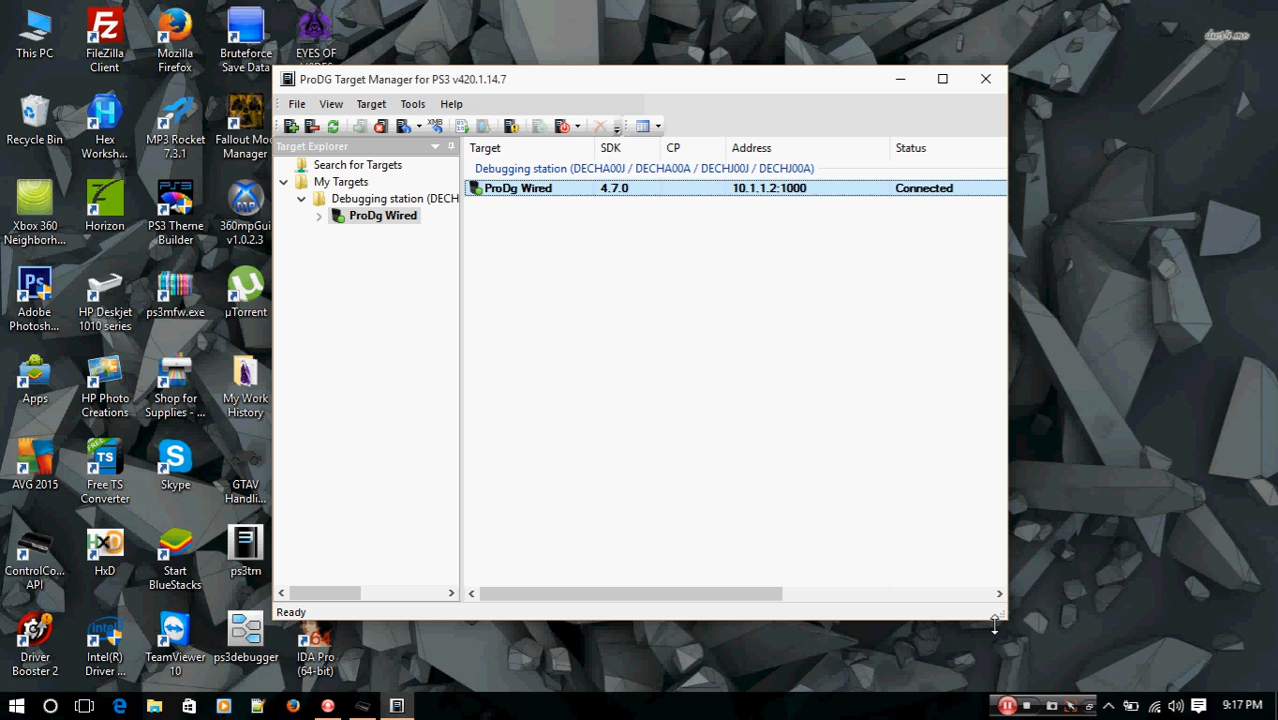 This PC
FileZilla
Client
Mozilla
Firefox
Bruteforce
Save Data
EYES OF
ProDG Target Manager for PS3 v420.1.14.7
File View Target Tools Help
XMB
Target Explorer
Search for Targets
My Targets
Debugging station (DECH
ProDg Wired
Target SDK CP Address Status
Debugging station (DECHA00J / DECHA00A / DECHJ00J / DECHJ00A)
ProDg Wired 4.7.0 10.1.1.2:1000 Connected
Ready
Recycle Bin
Hex
Worksh...
MP3 Rocket
7.3.1
Fallout Mod
Manager
Xbox 360
Neighborh...
Horizon
PS3 Theme
Builder
360mpGui
v1.0.2.3
Adobe
Photosh...
HP Deskjet
1010 series
ps3mfw.exe
µTorrent
Apps
HP Photo
Creations
Shop for
Supplies - ...
My Work
History
AVG 2015
Free TS
Converter
Skype
GTAV
Handli...
ControlCo...
API
HxD
Start
BlueStacks
ps3tm
Driver
Booster 2
Intel(R)
Driver ...
TeamViewer
10
ps3debugger
IDA Pro
(64-bit)
9:17 PM